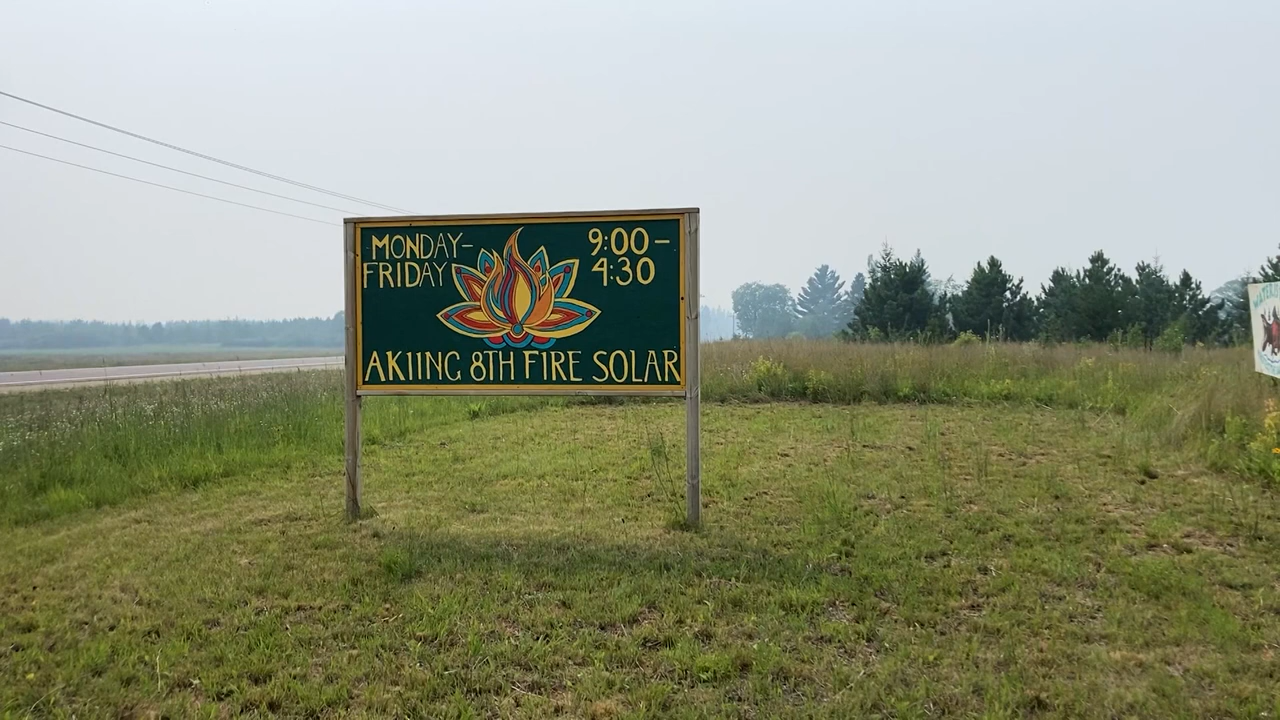 MONDAY-
FRIDAY
9:00-
4:30
AKIING 8TH FIRE SOLAR